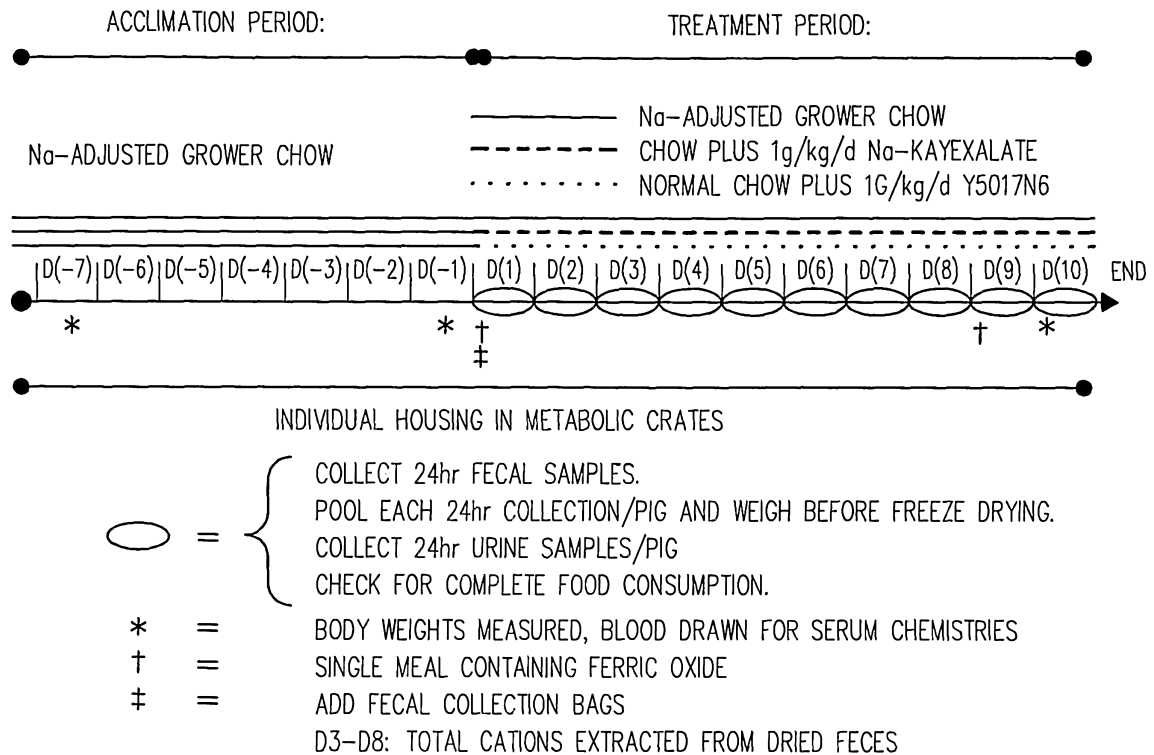 ACCLIMATION PERIOD: TREATMENT PERIOD:
Na-ADJUSTED GROWER CHOW
Na-ADJUSTED GROWER CHOW
CHOW PLUS 1g/kg/d Na-KAYEXALATE
NORMAL CHOW PLUS 1G/kg/d Y5017N6
D(-7) D(-6) D(-5) D(-4) D(-3) D(-2) D(-1) D(1) D(2) D(3) D(4) D(5) D(6) D(7) D(8) D(9) D(10) END
* * † † *
‡
INDIVIDUAL HOUSING IN METABOLIC CRATES
COLLECT 24hr FECAL SAMPLES.
POOL EACH 24hr COLLECTION/PIG AND WEIGH BEFORE FREEZE DRYING.
= COLLECT 24hr URINE SAMPLES/PIG
CHECK FOR COMPLETE FOOD CONSUMPTION.
* = BODY WEIGHTS MEASURED, BLOOD DRAWN FOR SERUM CHEMISTRIES
† = SINGLE MEAL CONTAINING FERRIC OXIDE
‡ = ADD FECAL COLLECTION BAGS
D3-D8: TOTAL CATIONS EXTRACTED FROM DRIED FECES